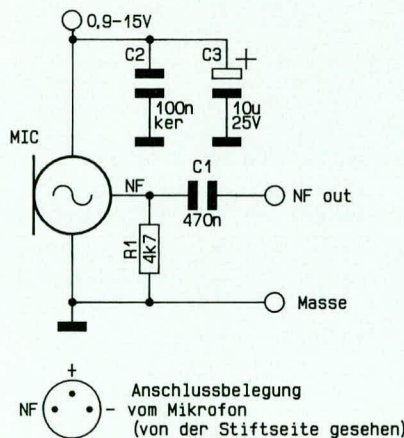 0,9-15V
C2
C3
+
100n
ker
10u
25V
MIC
C1
NF
NF out
470n
R1
4k7
Masse
+
NF
-
Anschlussbelegung
vom Mikrofon
(von der Stiftseite gesehen)